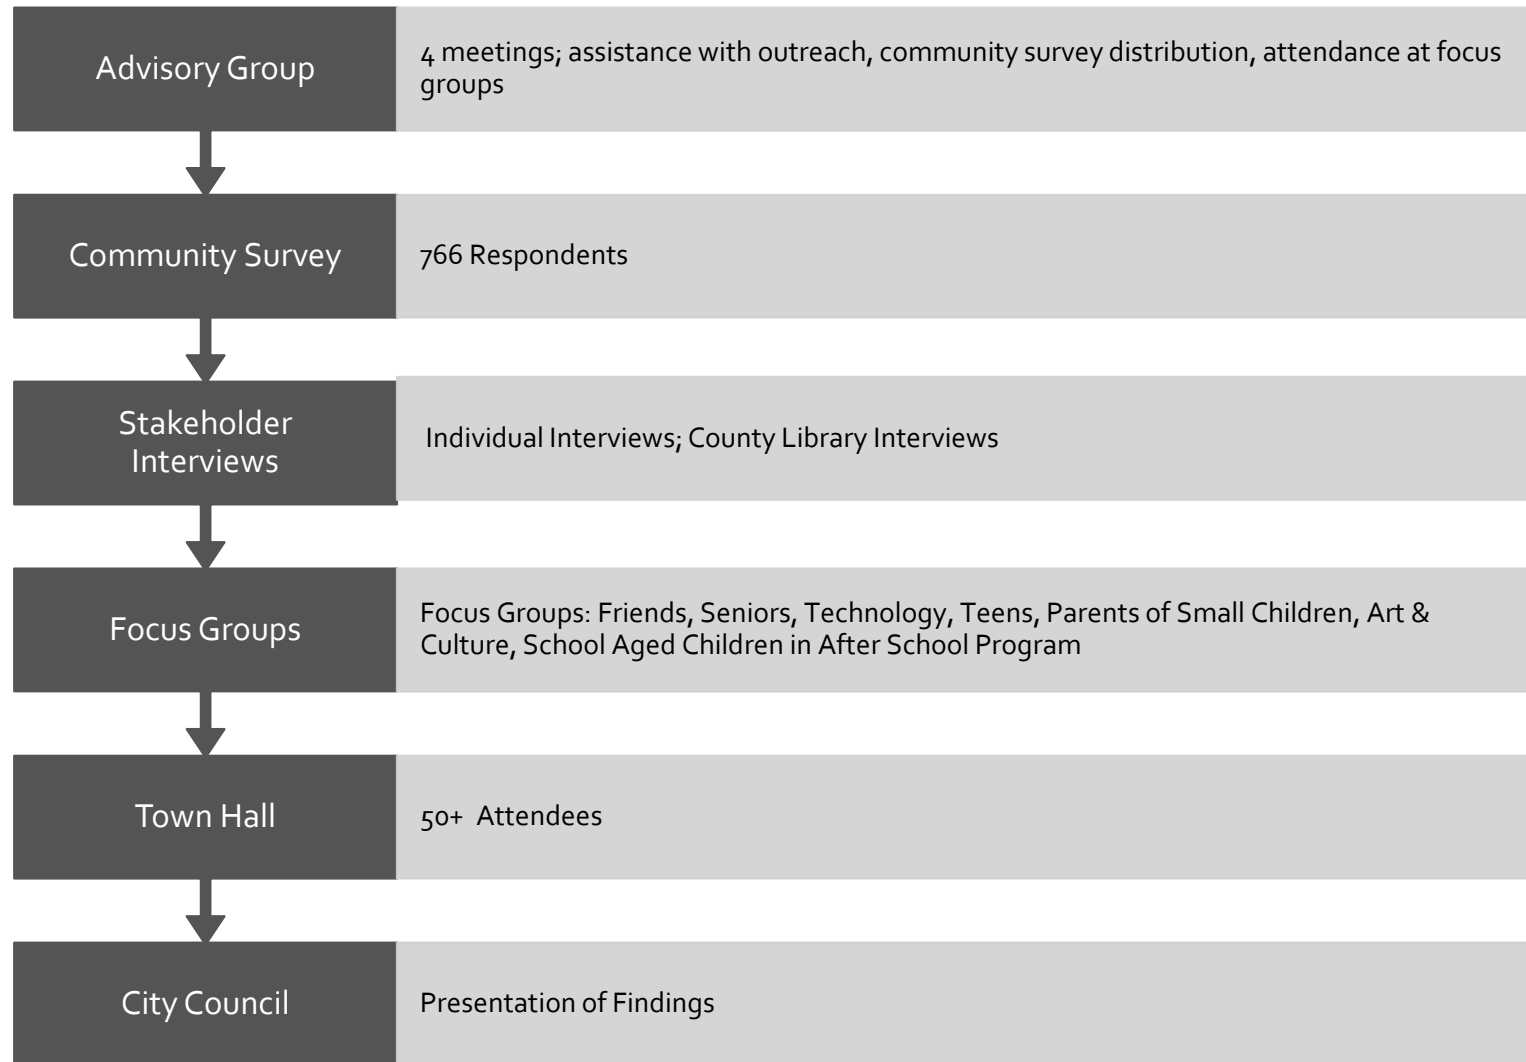 Advisory Group
4 meetings; assistance with outreach, community survey distribution, attendance at focus
groups
Community Survey
766 Respondents
Stakeholder
Interviews
Individual Interviews; County Library Interviews
Focus Groups
Focus Groups: Friends, Seniors, Technology, Teens, Parents of Small Children, Art &
Culture, School Aged Children in After School Program
Town Hall
50+ Attendees
City Council
Presentation of Findings